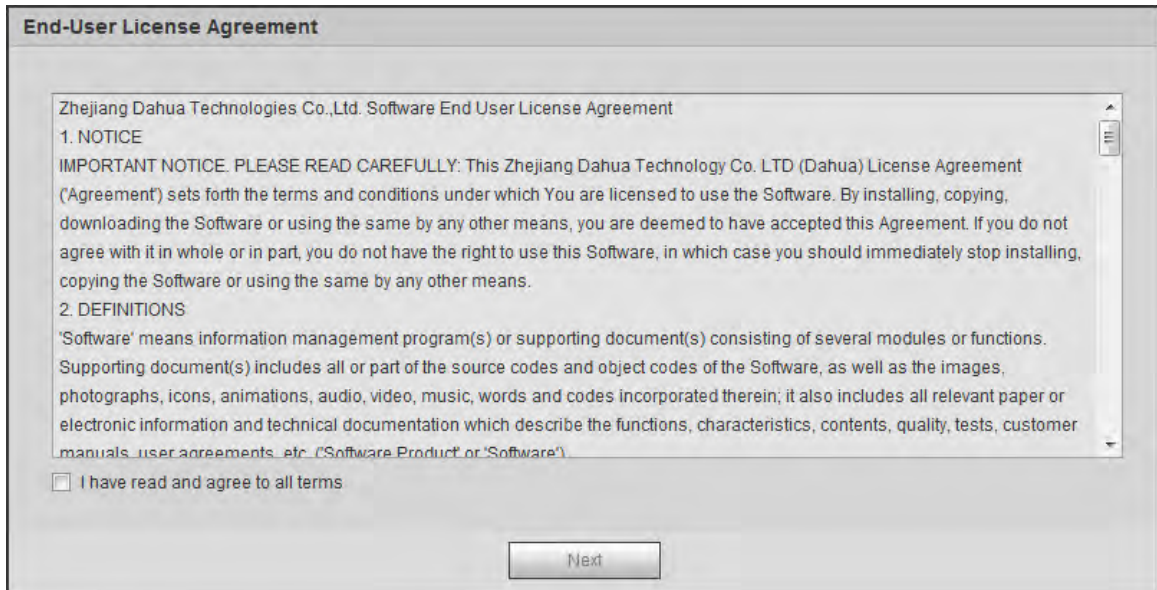 End-User License Agreement
Zhejiang Dahua Technologies Co.,Ltd. Software End User License Agreement
1. NOTICE
IMPORTANT NOTICE. PLEASE READ CAREFULLY: This Zhejiang Dahua Technology Co. LTD (Dahua) License Agreement
('Agreement') sets forth the terms and conditions under which You are licensed to use the Software. By installing, copying,
downloading the Software or using the same by any other means, you are deemed to have accepted this Agreement. If you do not
agree with it in whole or in part, you do not have the right to use this Software, in which case you should immediately stop installing,
copying the Software or using the same by any other means.
2. DEFINITIONS
'Software' means information management program(s) or supporting document(s) consisting of several modules or functions.
Supporting document(s) includes all or part of the source codes and object codes of the Software, as well as the images,
photographs, icons, animations, audio, video, music, words and codes incorporated therein; it also includes all relevant paper or
electronic information and technical documentation which describe the functions, characteristics, contents, quality, tests, customer
manuals, user agreements, etc. ('Software Product' or 'Software')
I have read and agree to all terms
Next